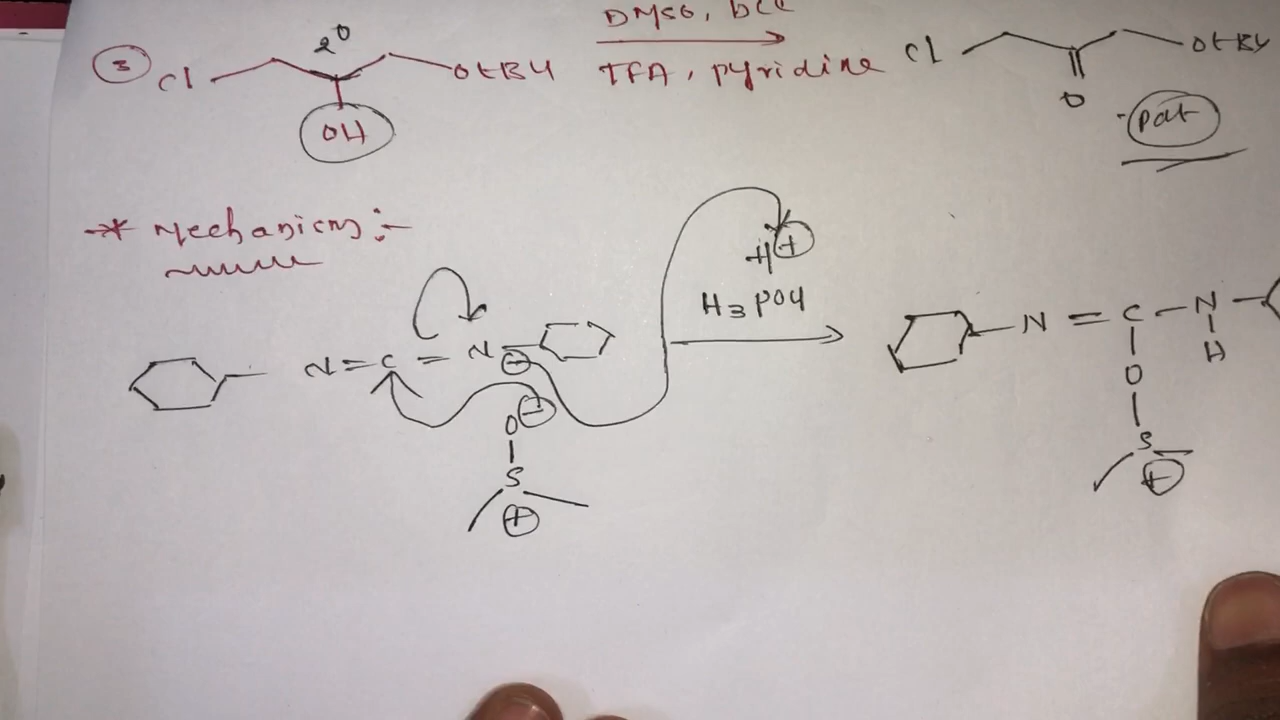 DMSO, DCC
③ Cl 2° OtBU TFA, pyridine Cl OtBU
OH O Pdt
* Mechanism :-
H⊕
H3PO4
N = C = N ⊖ N = C - N
H
O ⊖ O
S S
⊕ ⊕